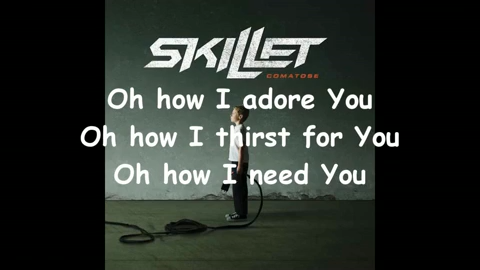 SKILLET
COMATOSE
Oh how I adore You
Oh how I thirst for You
Oh how I need You